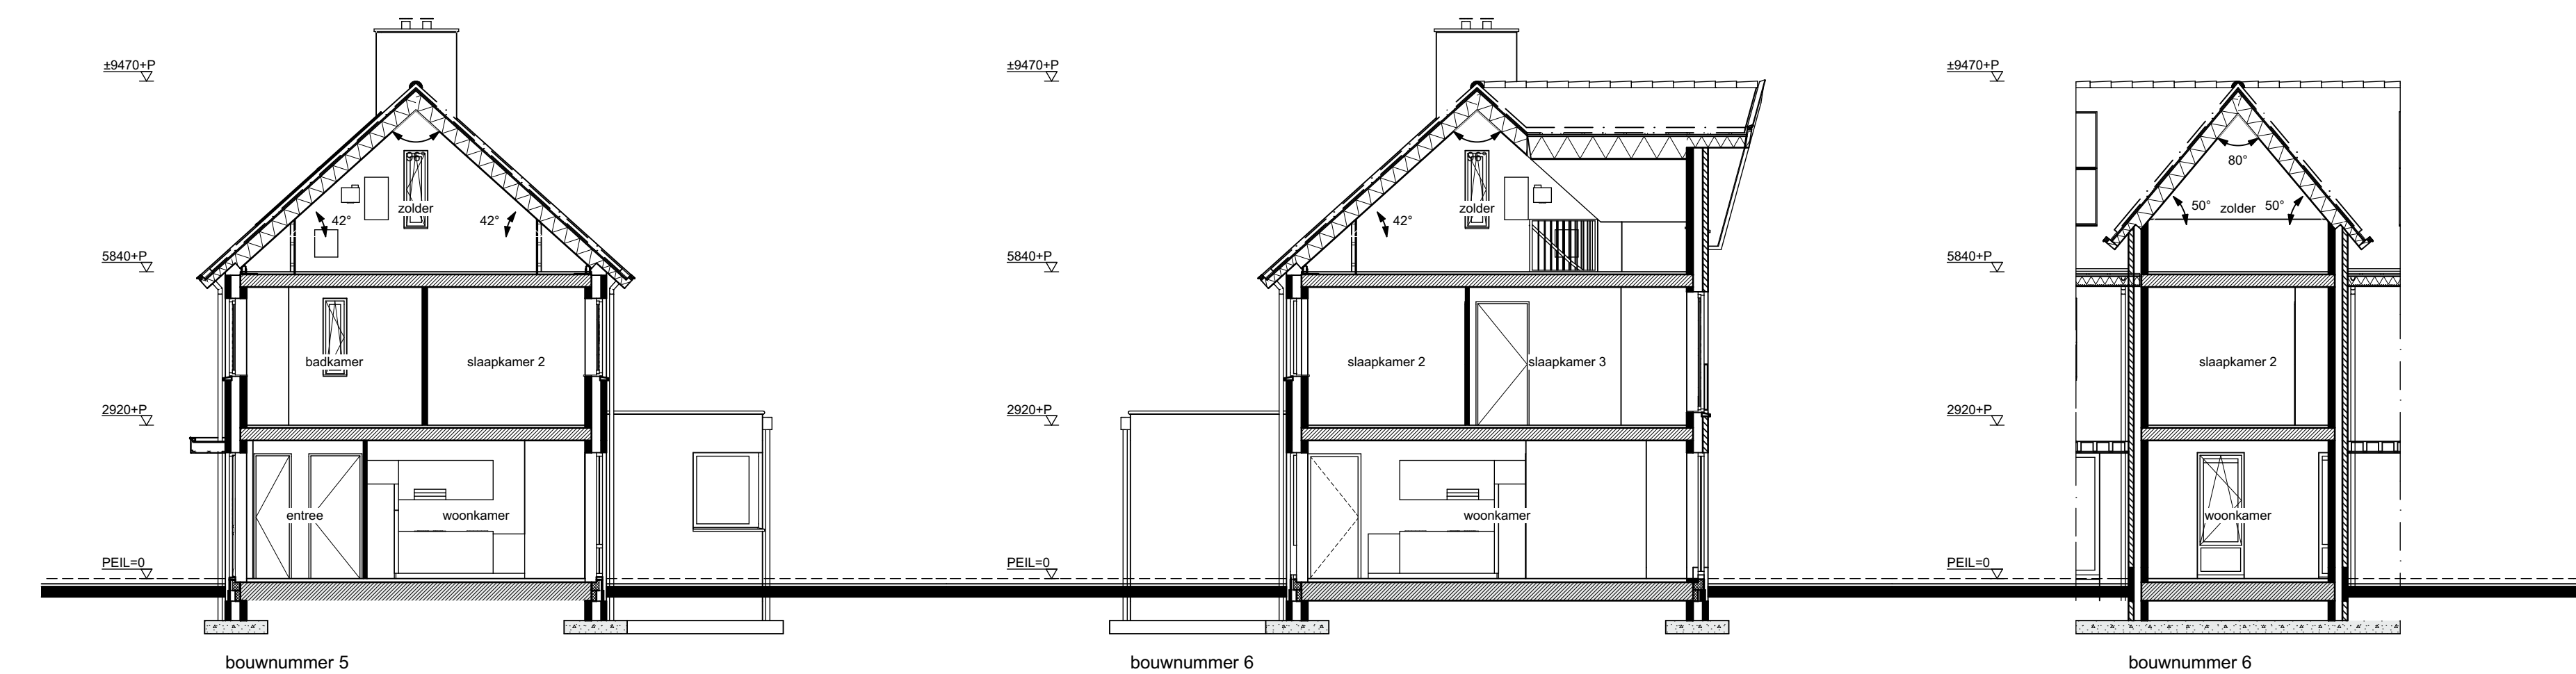 ±9470+P
96°
42°
42°
zolder
5840+P
badkamer
slaapkamer 2
2920+P
entree
woonkamer
PEIL=0
bouwnummer 5
±9470+P
96°
42°
zolder
5840+P
slaapkamer 2
slaapkamer 3
2920+P
woonkamer
PEIL=0
bouwnummer 6
±9470+P
80°
50°
zolder
50°
5840+P
slaapkamer 2
2920+P
woonkamer
PEIL=0
bouwnummer 6